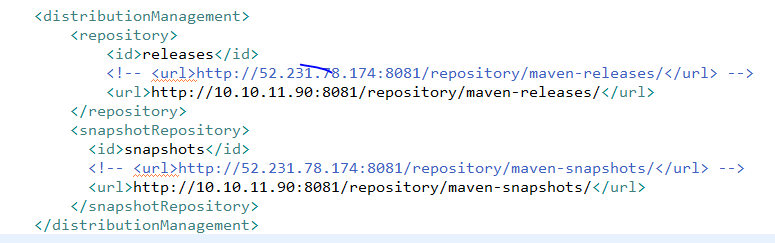 <distributionManagement>
<repository>
<id>releases</id>
<!-- <url>http://52.231.78.174:8081/repository/maven-releases/</url> -->
<url>http://10.10.11.90:8081/repository/maven-releases/</url>
</repository>
<snapshotRepository>
<id>snapshots</id>
<!-- <url>http://52.231.78.174:8081/repository/maven-snapshots/</url> -->
<url>http://10.10.11.90:8081/repository/maven-snapshots/</url>
</snapshotRepository>
</distributionManagement>